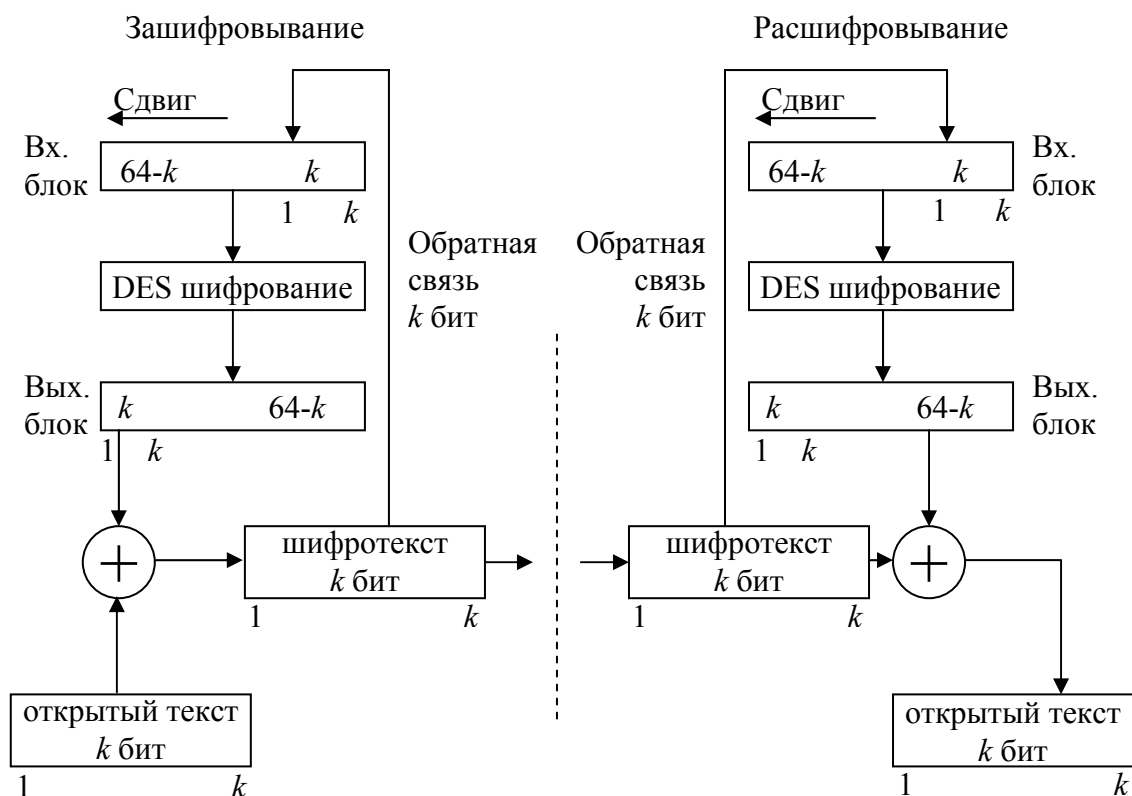 Зашифровывание
Сдвиг
Вх.
блок
64-k k
1 k
Обратная
связь
k бит
DES шифрование
Вых.
блок
k 64-k
1 k
шифротекст
k бит
1 k
открытый текст
k бит
1 k
Расшифровывание
Сдвиг
64-k k
Вх.
блок
1 k
Обратная
связь
k бит
DES шифрование
k 64-k
Вых.
блок
1 k
шифротекст
k бит
1 k
открытый текст
k бит
1 k